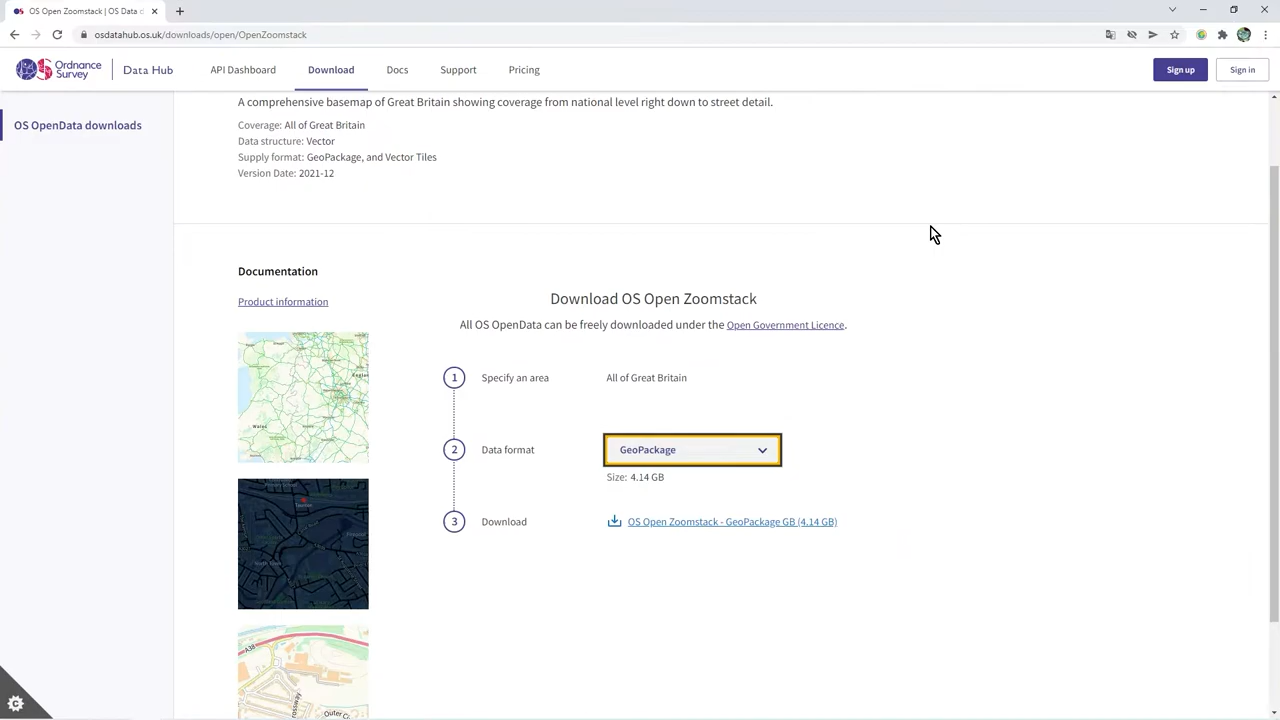 OS Open Zoomstack | OS Data d
osdatahub.os.uk/downloads/open/OpenZoomstack
Ordnance Survey
Data Hub
API Dashboard
Download
Docs
Support
Pricing
Sign up
Sign in
OS OpenData downloads
A comprehensive basemap of Great Britain showing coverage from national level right down to street detail.
Coverage: All of Great Britain
Data structure: Vector
Supply format: GeoPackage, and Vector Tiles
Version Date: 2021-12
Documentation
Product information
Download OS Open Zoomstack
All OS OpenData can be freely downloaded under the Open Government Licence.
1 Specify an area All of Great Britain
2 Data format GeoPackage
Size: 4.14 GB
3 Download OS Open Zoomstack - GeoPackage GB (4.14 GB)
Wales
Taunton
A38
Outer C